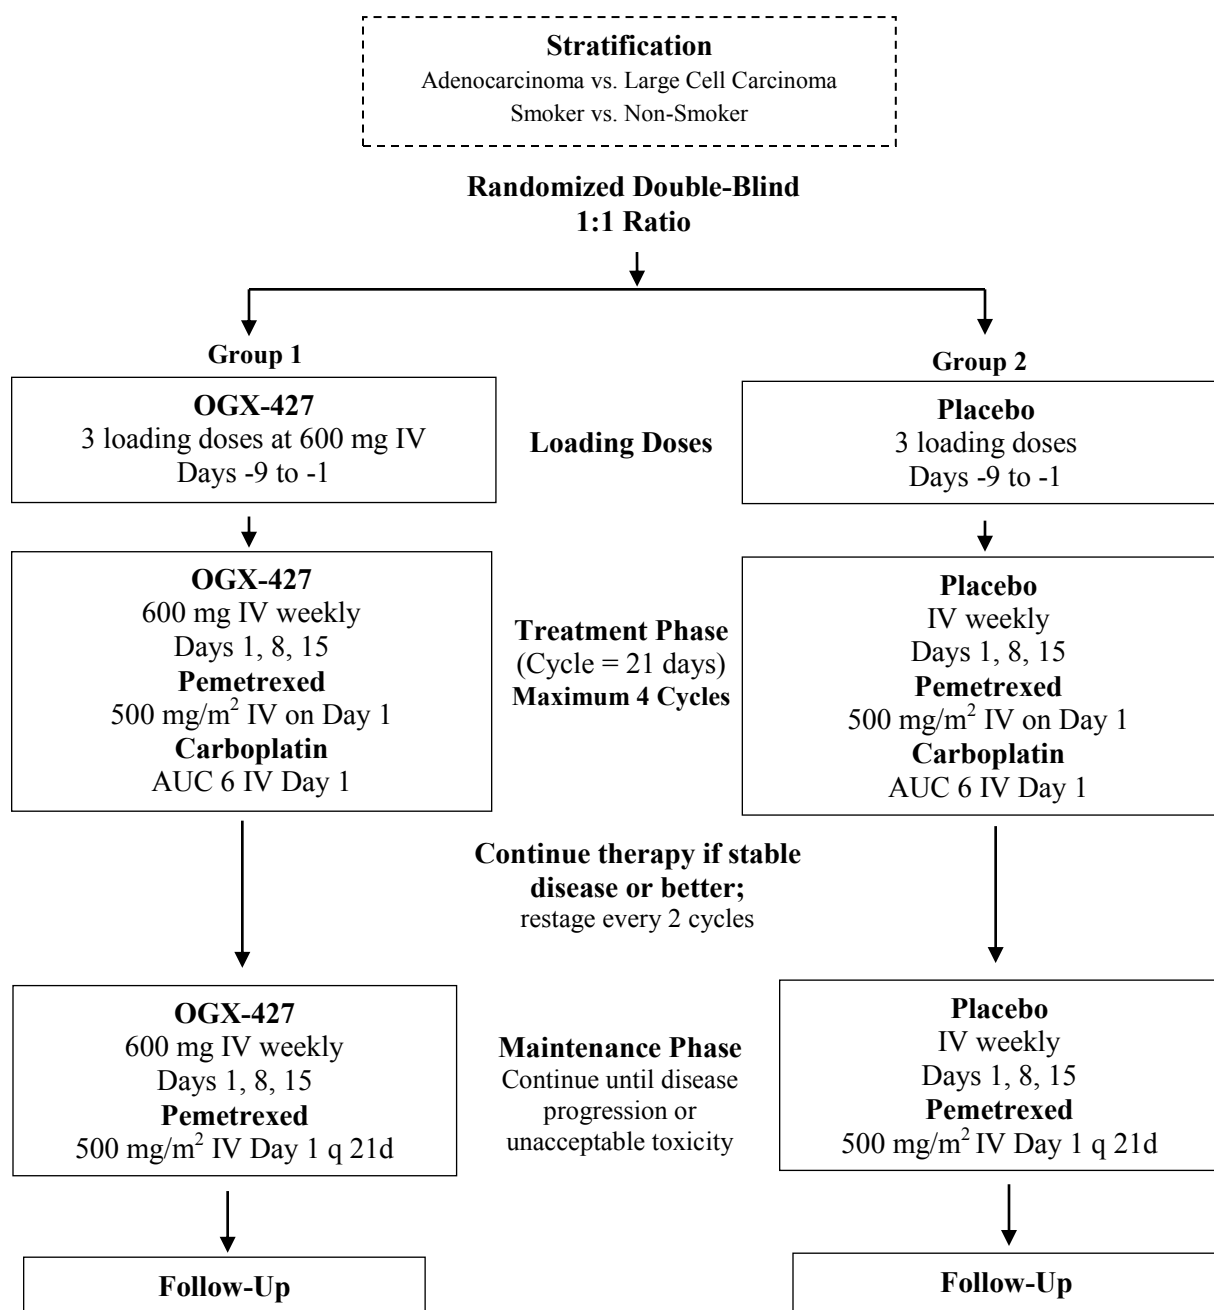 Stratification
Adenocarcinoma vs. Large Cell Carcinoma
Smoker vs. Non-Smoker
Randomized Double-Blind
1:1 Ratio
Group 1
Group 2
OGX-427
3 loading doses at 600 mg IV
Days -9 to -1
Loading Doses
Placebo
3 loading doses
Days -9 to -1
OGX-427
600 mg IV weekly
Days 1, 8, 15
Pemetrexed
500 mg/m² IV on Day 1
Carboplatin
AUC 6 IV Day 1
Treatment Phase
(Cycle = 21 days)
Maximum 4 Cycles
Placebo
IV weekly
Days 1, 8, 15
Pemetrexed
500 mg/m² IV on Day 1
Carboplatin
AUC 6 IV Day 1
Continue therapy if stable
disease or better;
restage every 2 cycles
OGX-427
600 mg IV weekly
Days 1, 8, 15
Pemetrexed
500 mg/m² IV Day 1 q 21d
Maintenance Phase
Continue until disease
progression or
unacceptable toxicity
Placebo
IV weekly
Days 1, 8, 15
Pemetrexed
500 mg/m² IV Day 1 q 21d
Follow-Up
Follow-Up